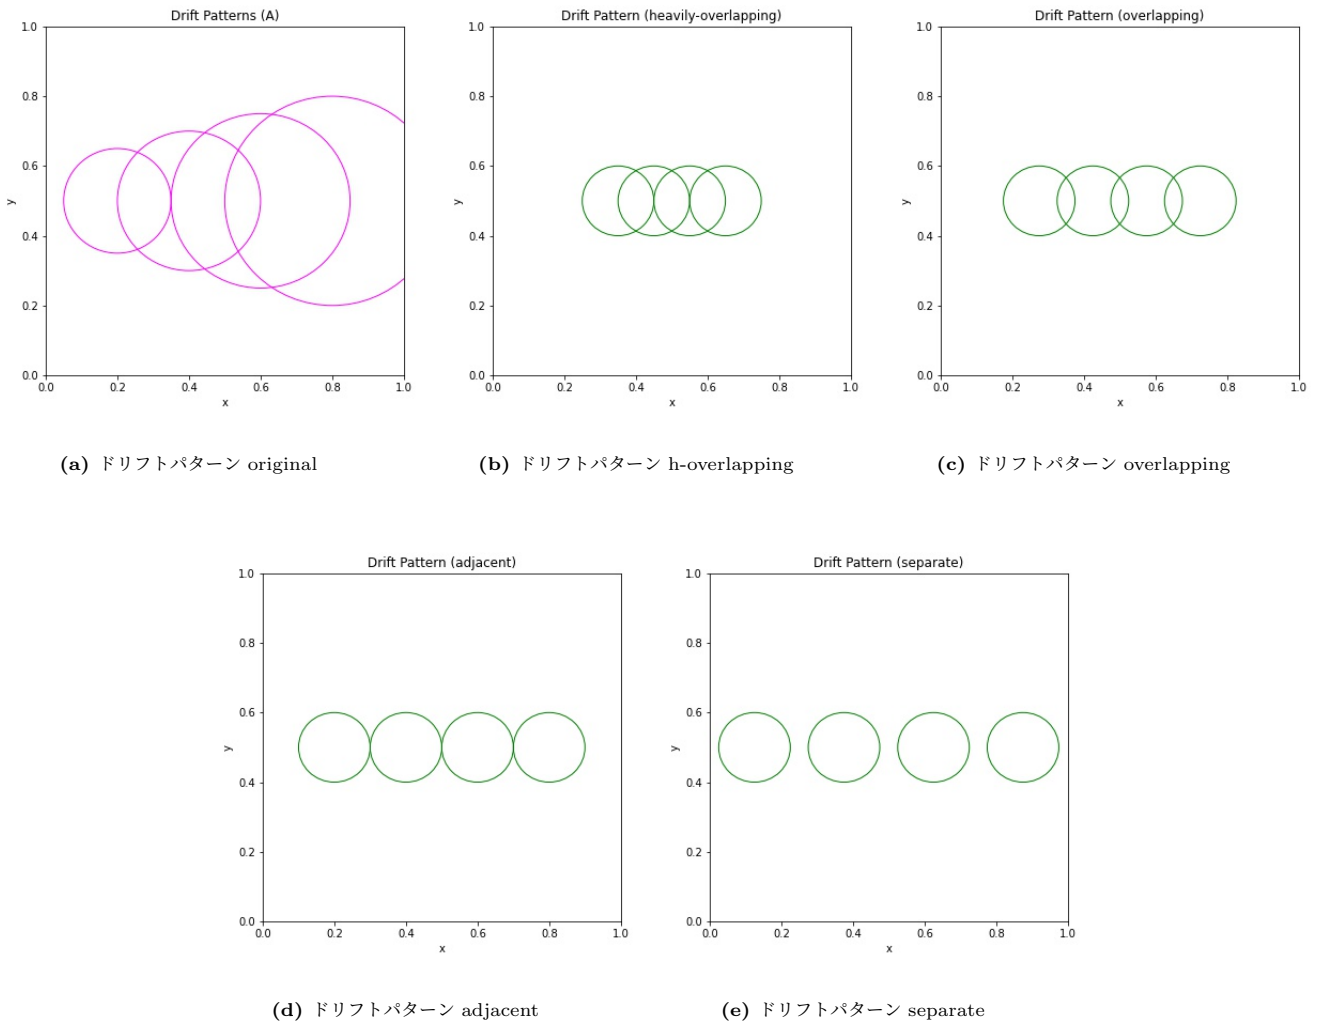 Drift Patterns (A)
1.0
0.8
0.6
0.4
0.2
0.0
y
0.0 0.2 0.4 0.6 0.8 1.0
x
(a) ドリフトパターン original
Drift Pattern (heavily-overlapping)
1.0
0.8
0.6
0.4
0.2
0.0
y
0.0 0.2 0.4 0.6 0.8 1.0
x
(b) ドリフトパターン h-overlapping
Drift Pattern (overlapping)
1.0
0.8
0.6
0.4
0.2
0.0
y
0.0 0.2 0.4 0.6 0.8 1.0
x
(c) ドリフトパターン overlapping
Drift Pattern (adjacent)
1.0
0.8
0.6
0.4
0.2
0.0
y
0.0 0.2 0.4 0.6 0.8 1.0
x
(d) ドリフトパターン adjacent
Drift Pattern (separate)
1.0
0.8
0.6
0.4
0.2
0.0
y
0.0 0.2 0.4 0.6 0.8 1.0
x
(e) ドリフトパターン separate